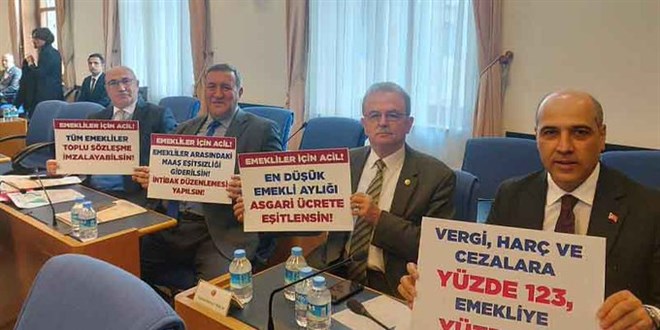 EMEKLİLER İÇİN ACİL!
TÜM EMEKLİLER
TOPLU SÖZLEŞME
İMZALAYABİLSİN!
EMEKLİLER İÇİN ACİL!
EMEKLİLER ARASINDAKİ
MAAŞ EŞİTSİZLİĞİ
GİDERİLSİN!
İNTİBAK DÜZENLEMESİ
YAPILSIN!
EMEKLİLER İÇİN ACİL!
EN DÜŞÜK
EMEKLİ AYLIĞI
ASGARİ ÜCRETE
EŞİTLENSİN!
VERGİ, HARÇ VE
CEZALARA
YÜZDE 123,
EMEKLİYE